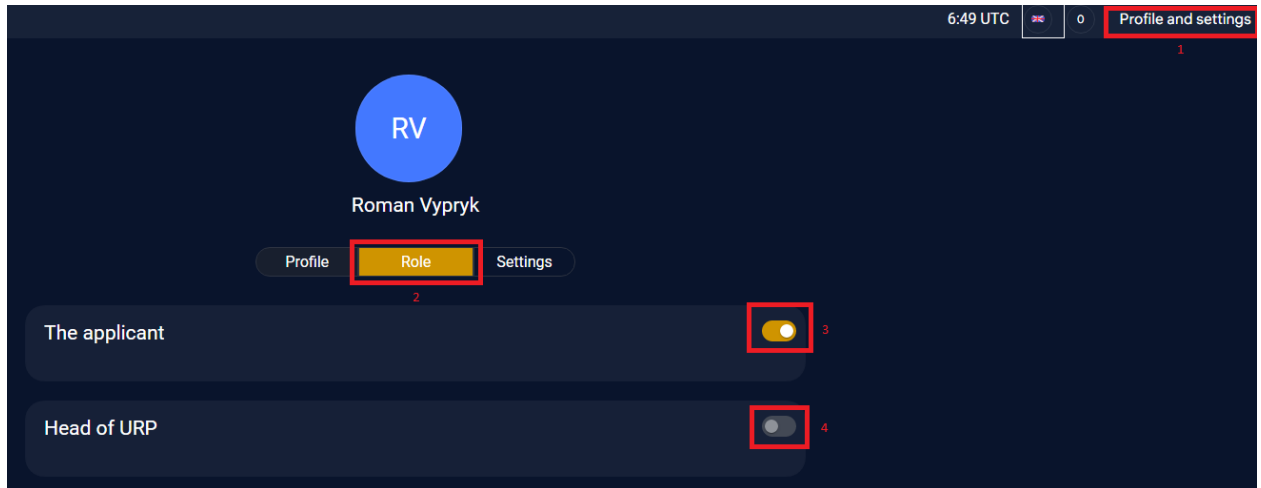 6:49 UTC 0 Profile and settings
1
RV
Roman Vypryk
Profile Role Settings
2
The applicant
3
Head of URP
4